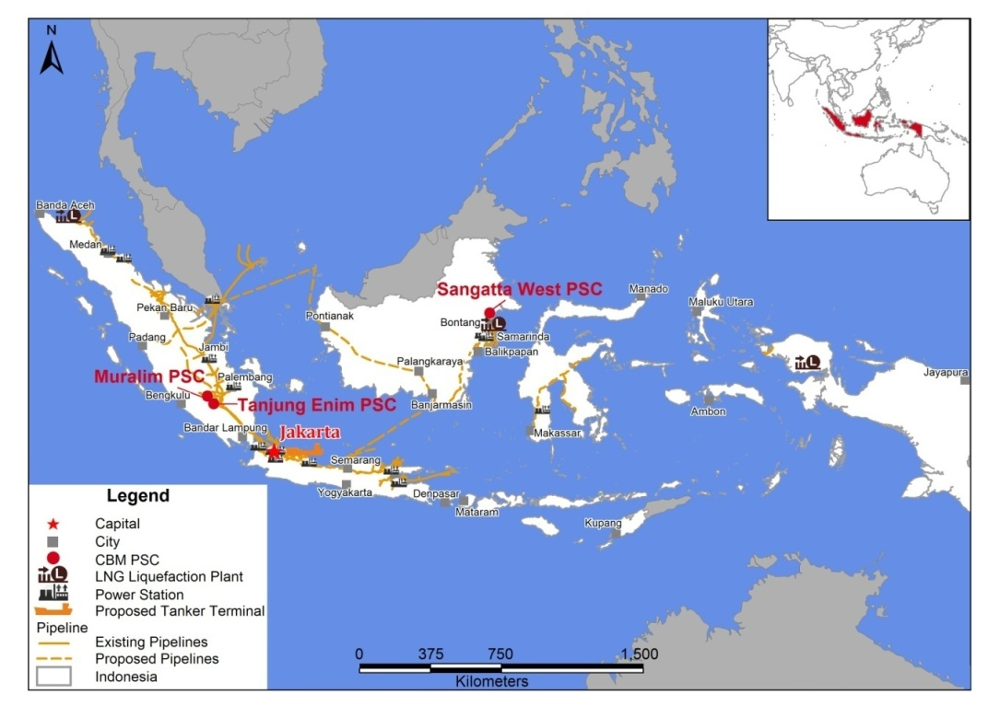 N
Banda Aceh
Medan
Pekan Baru
Padang
Jambi
Muralim PSC
Palembang
Bengkulu
Tanjung Enim PSC
Bandar Lampung
Jakarta
Semarang
Yogyakarta
Denpasar
Mataram
Kupang
Pontianak
Sangatta West PSC
Bontang
Samarinda
Balikpapan
Palangkaraya
Banjarmasin
Makassar
Manado
Maluku Utara
Ambon
Jayapura
Legend
Capital
City
CBM PSC
L
LNG Liquefaction Plant
Power Station
Proposed Tanker Terminal
Pipeline
Existing Pipelines
Proposed Pipelines
Indonesia
0 375 750 1,500
Kilometers
L
L
L